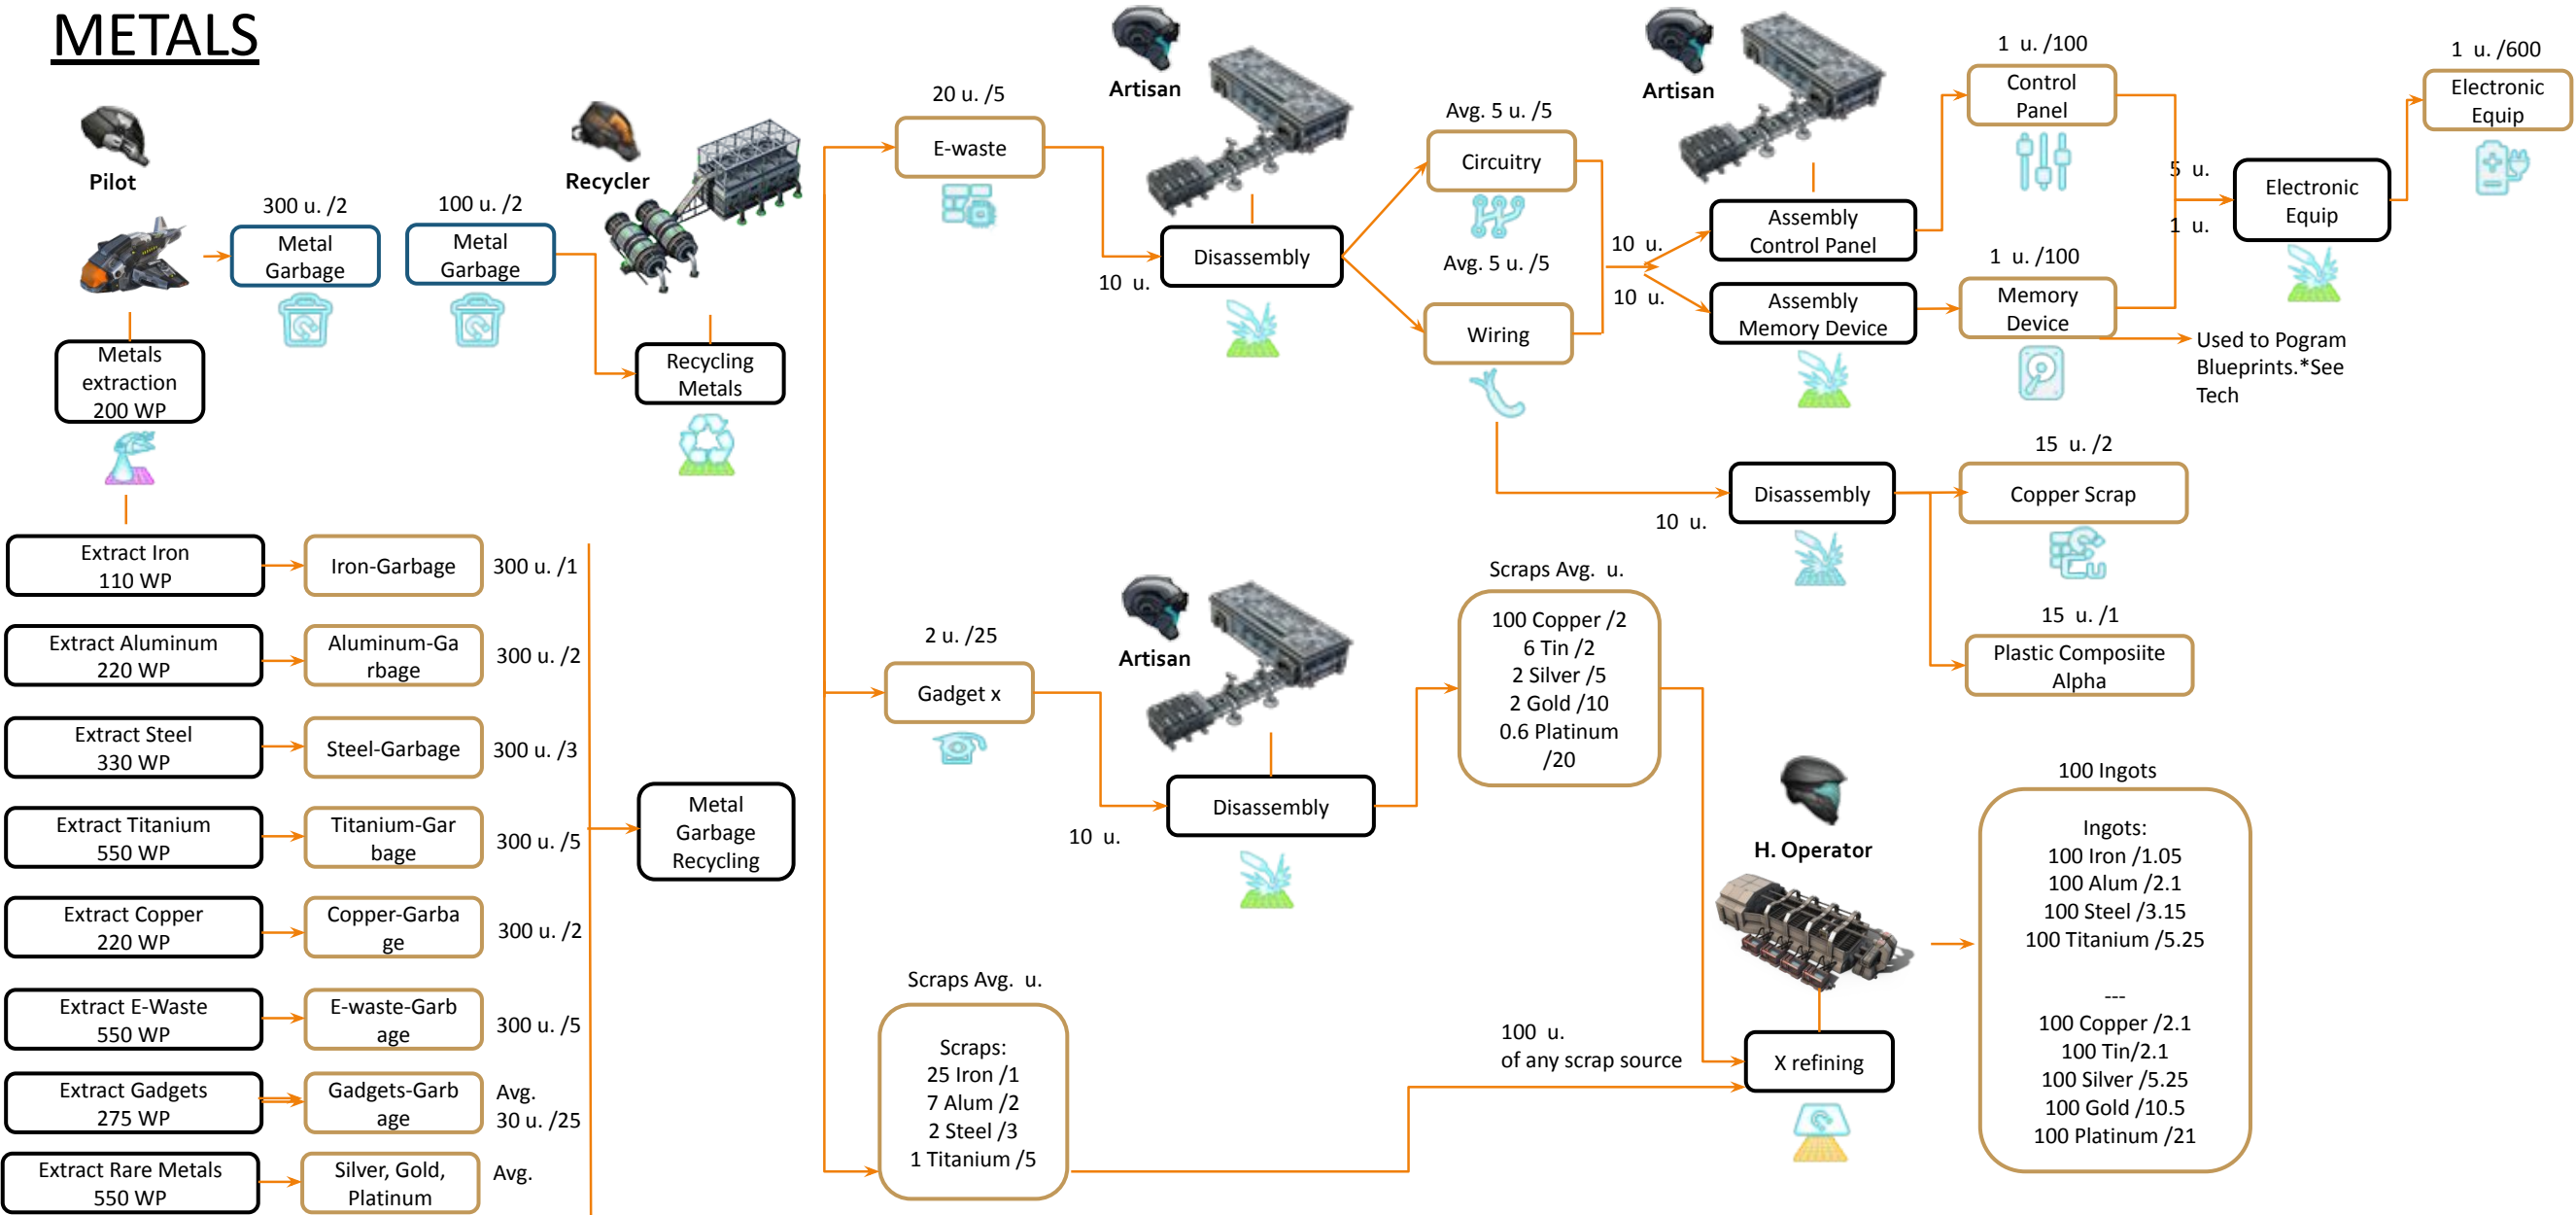 METALS
Pilot
300 u. /2
Metal
Garbage
100 u. /2
Metal
Garbage
Recycler
Metals
extraction
200 WP
Recycling
Metals
Extract Iron
110 WP
Iron-Garbage
300 u. /1
Extract Aluminum
220 WP
Aluminum-Ga
rbage
300 u. /2
Extract Steel
330 WP
Steel-Garbage
300 u. /3
Extract Titanium
550 WP
Titanium-Gar
bage
300 u. /5
Extract Copper
220 WP
Copper-Garba
ge
300 u. /2
Extract E-Waste
550 WP
E-waste-Garb
age
300 u. /5
Extract Gadgets
275 WP
Gadgets-Garb
age
Avg.
30 u. /25
Extract Rare Metals
550 WP
Silver, Gold,
Platinum
Avg.
Metal
Garbage
Recycling
20 u. /5
E-waste
10 u.
Artisan
Disassembly
Avg. 5 u. /5
Circuitry
Avg. 5 u. /5
Wiring
10 u.
10 u.
Artisan
Assembly
Control Panel
Assembly
Memory Device
1 u. /100
Control
Panel
1 u. /100
Memory
Device
5 u.
1 u.
Electronic
Equip
1 u. /600
Electronic
Equip
Used to Pogram
Blueprints.*See
Tech
10 u.
Disassembly
15 u. /2
Copper Scrap
15 u. /1
Plastic Composiite
Alpha
2 u. /25
Gadget x
10 u.
Artisan
Disassembly
Scraps Avg. u.
100 Copper /2
6 Tin /2
2 Silver /5
2 Gold /10
0.6 Platinum
/20
Scraps Avg. u.
Scraps:
25 Iron /1
7 Alum /2
2 Steel /3
1 Titanium /5
100 u.
of any scrap source
H. Operator
X refining
100 Ingots
Ingots:
100 Iron /1.05
100 Alum /2.1
100 Steel /3.15
100 Titanium /5.25
---
100 Copper /2.1
100 Tin/2.1
100 Silver /5.25
100 Gold /10.5
100 Platinum /21